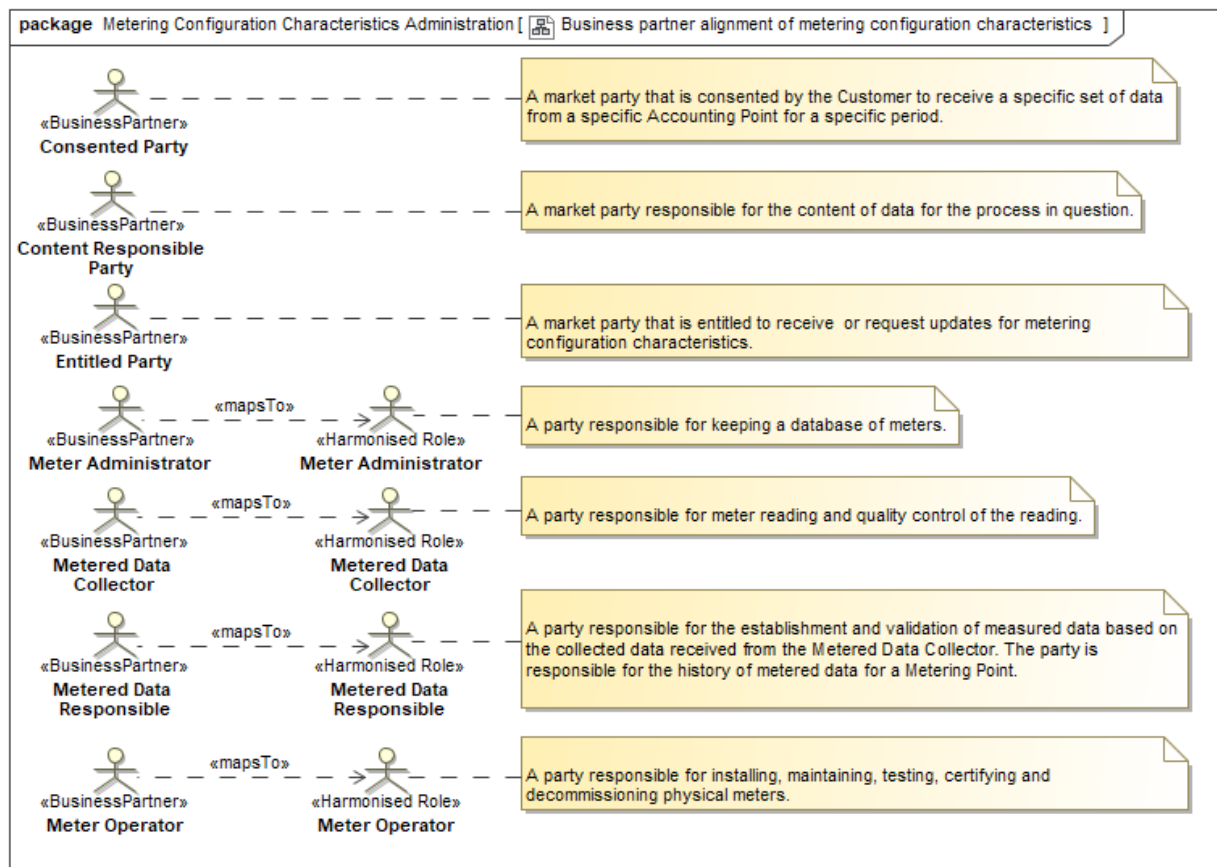 package Metering Configuration Characteristics Administration [ Business partner alignment of metering configuration characteristics ]
«BusinessPartner»
Consented Party
A market party that is consented by the Customer to receive a specific set of data
from a specific Accounting Point for a specific period.
«BusinessPartner»
Content Responsible
Party
A market party responsible for the content of data for the process in question.
«BusinessPartner»
Entitled Party
A market party that is entitled to receive or request updates for metering
configuration characteristics.
«mapsTo»
«BusinessPartner»
Meter Administrator
«Harmonised Role»
Meter Administrator
A party responsible for keeping a database of meters.
«mapsTo»
«BusinessPartner»
Metered Data
Collector
«Harmonised Role»
Metered Data
Collector
A party responsible for meter reading and quality control of the reading.
«mapsTo»
«BusinessPartner»
Metered Data
Responsible
«Harmonised Role»
Metered Data
Responsible
A party responsible for the establishment and validation of measured data based on
the collected data received from the Metered Data Collector. The party is
responsible for the history of metered data for a Metering Point.
«mapsTo»
«BusinessPartner»
Meter Operator
«Harmonised Role»
Meter Operator
A party responsible for installing, maintaining, testing, certifying and
decommissioning physical meters.